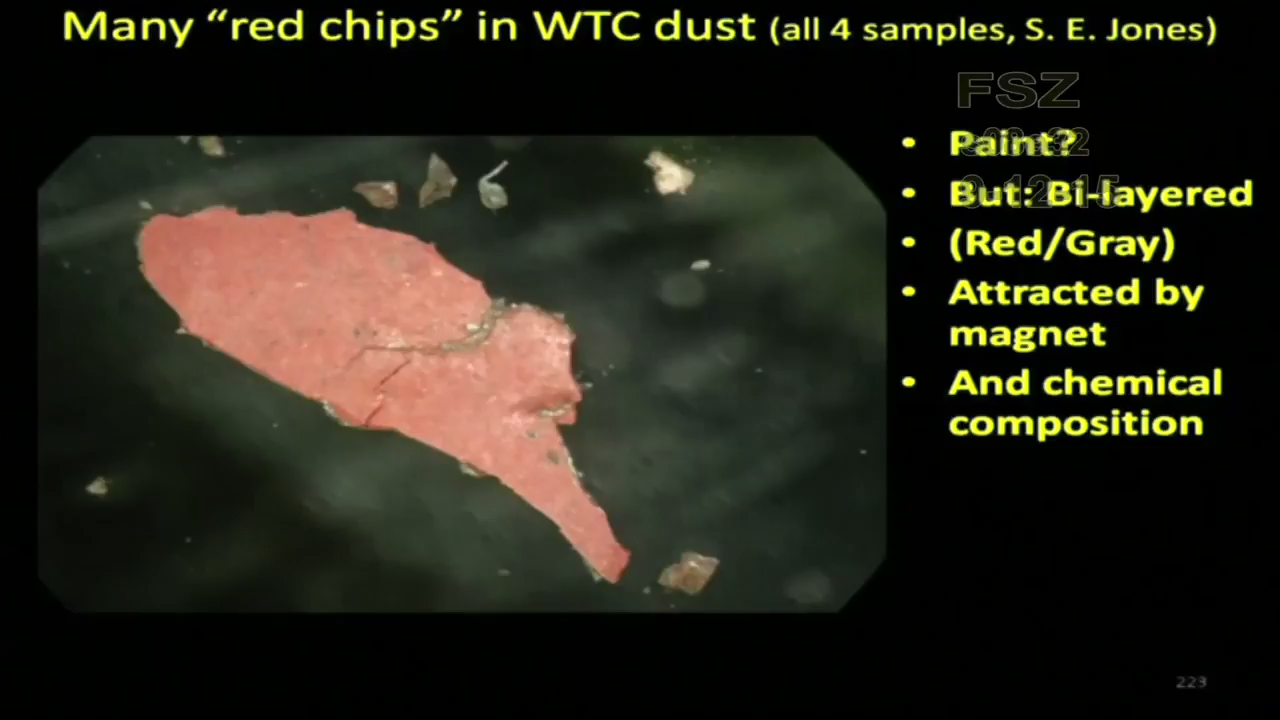 Many “red chips” in WTC dust (all 4 samples, S. E. Jones)
FSZ
• Paint?
• But: Bi-layered
• (Red/Gray)
• Attracted by
magnet
• And chemical
composition
223